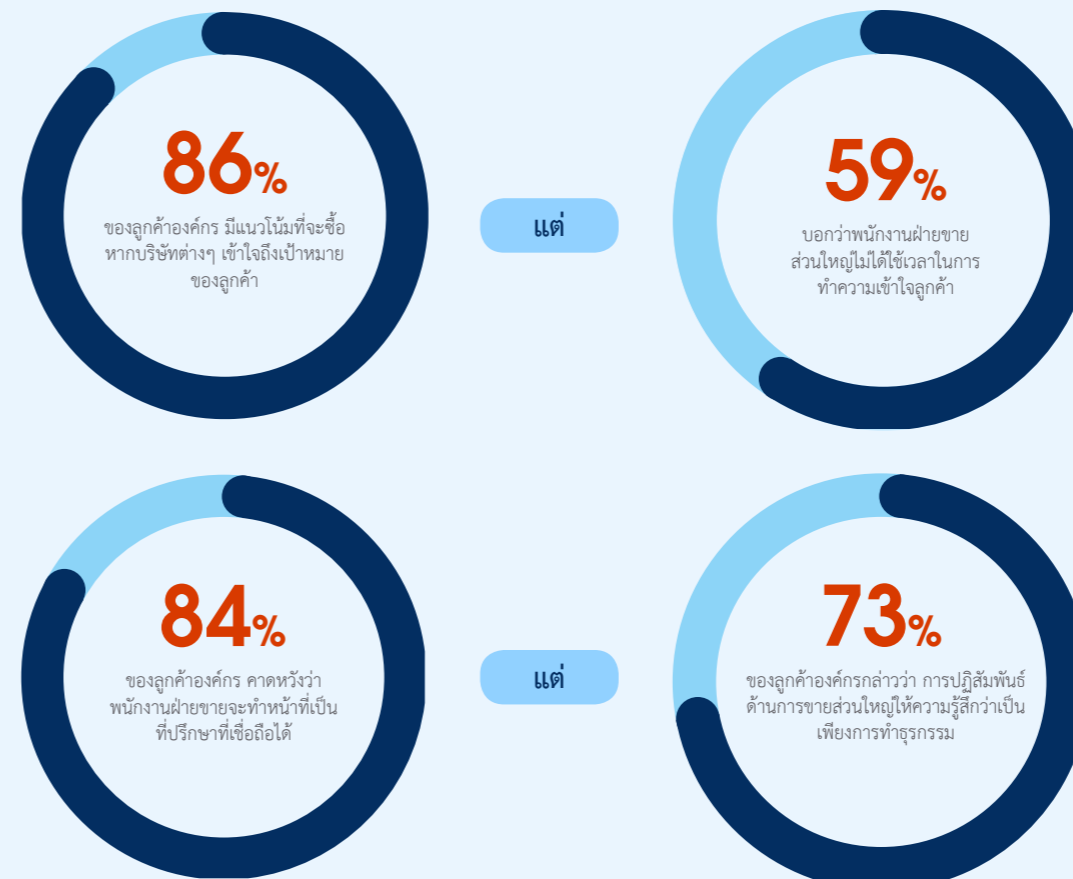 86%
ของลูกค้าองค์กร มีแนวโน้มที่จะซื้อ
หากบริษัทต่างๆ เข้าใจถึงเป้าหมาย
ของลูกค้า
แต่
59%
บอกว่าพนักงานฝ่ายขาย
ส่วนใหญ่ไม่ได้ใช้เวลาในการ
ทำความเข้าใจลูกค้า
84%
ของลูกค้าองค์กร คาดหวังว่า
พนักงานฝ่ายขายจะทำหน้าที่เป็น
ที่ปรึกษาที่เชื่อถือได้
แต่
73%
ของลูกค้าองค์กรกล่าวว่า การปฏิสัมพันธ์
ด้านการขายส่วนใหญ่ให้ความรู้สึกว่าเป็น
เพียงการทำธุรกรรม